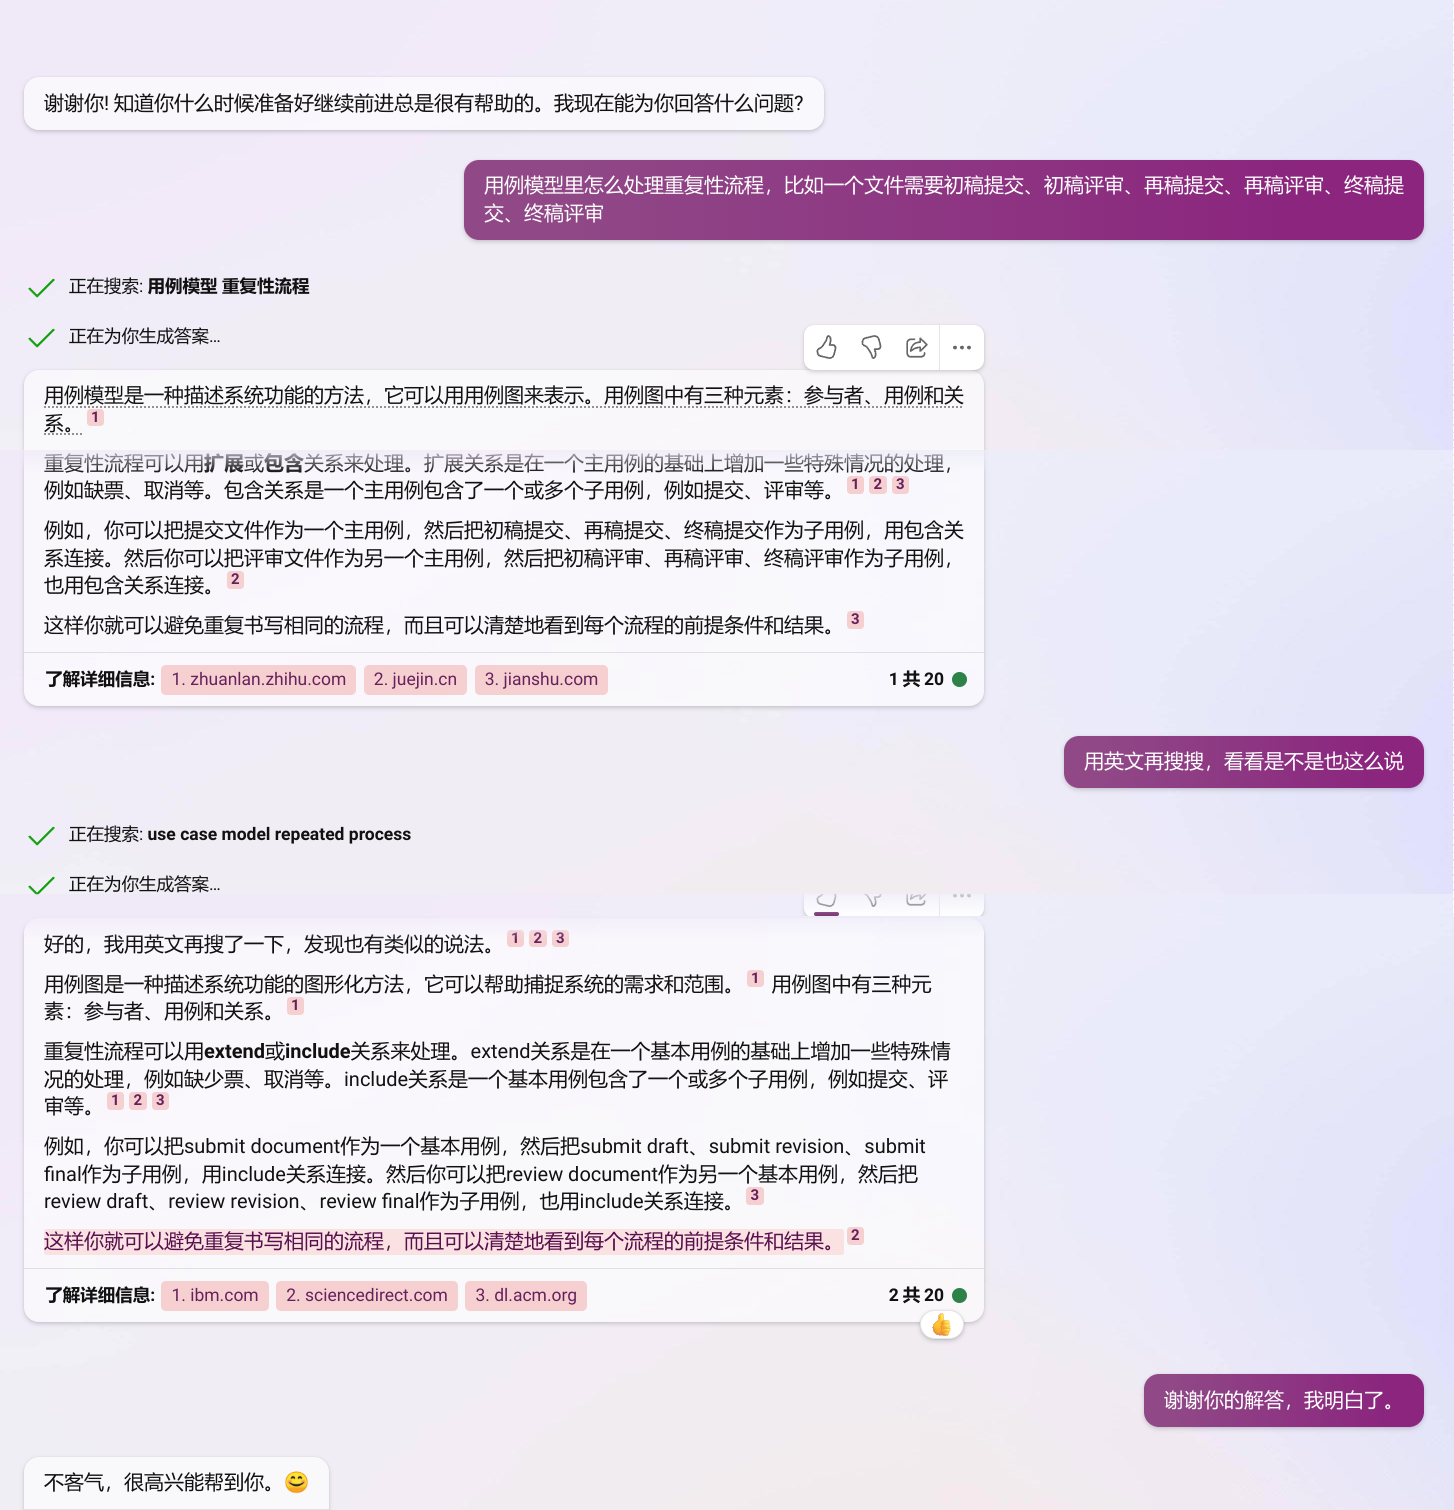 谢谢你! 知道你什么时候准备好继续前进总是很有帮助的。我现在能为你回答什么问题?
用例模型里怎么处理重复性流程，比如一个文件需要初稿提交、初稿评审、再稿提交、再稿评审、终稿提
交、终稿评审
正在搜索: 用例模型 重复性流程
正在为你生成答案...
用例模型是一种描述系统功能的方法，它可以用用例图来表示。用例图中有三种元素：参与者、用例和关
系。 1
重复性流程可以用扩展或包含关系来处理。扩展关系是在一个主用例的基础上增加一些特殊情况的处理，
例如缺票、取消等。包含关系是一个主用例包含了一个或多个子用例，例如提交、评审等。 1 2 3
例如，你可以把提交文件作为一个主用例，然后把初稿提交、再稿提交、终稿提交作为子用例，用包含关
系连接。然后你可以把评审文件作为另一个主用例，然后把初稿评审、再稿评审、终稿评审作为子用例，
也用包含关系连接。 2
这样你就可以避免重复书写相同的流程，而且可以清楚地看到每个流程的前提条件和结果。 3
了解详细信息: 1. zhuanlan.zhihu.com 2. juejin.cn 3. jianshu.com 1 共 20
用英文再搜搜，看看是不是也这么说
正在搜索: use case model repeated process
正在为你生成答案...
好的，我用英文再搜了一下，发现也有类似的说法。 1 2 3
用例图是一种描述系统功能的图形化方法，它可以帮助捕捉系统的需求和范围。 1 用例图中有三种元
素：参与者、用例和关系。 1
重复性流程可以用extend或include关系来处理。extend关系是在一个基本用例的基础上增加一些特殊情
况的处理，例如缺少票、取消等。include关系是一个基本用例包含了一个或多个子用例，例如提交、评
审等。 1 2 3
例如，你可以把submit document作为一个基本用例，然后把submit draft、submit revision、submit
final作为子用例，用include关系连接。然后你可以把review document作为另一个基本用例，然后把
review draft、review revision、review final作为子用例，也用include关系连接。 3
这样你就可以避免重复书写相同的流程，而且可以清楚地看到每个流程的前提条件和结果。 2
了解详细信息: 1. ibm.com 2. sciencedirect.com 3. dl.acm.org 2 共 20
谢谢你的解答，我明白了。
不客气，很高兴能帮到你。😊